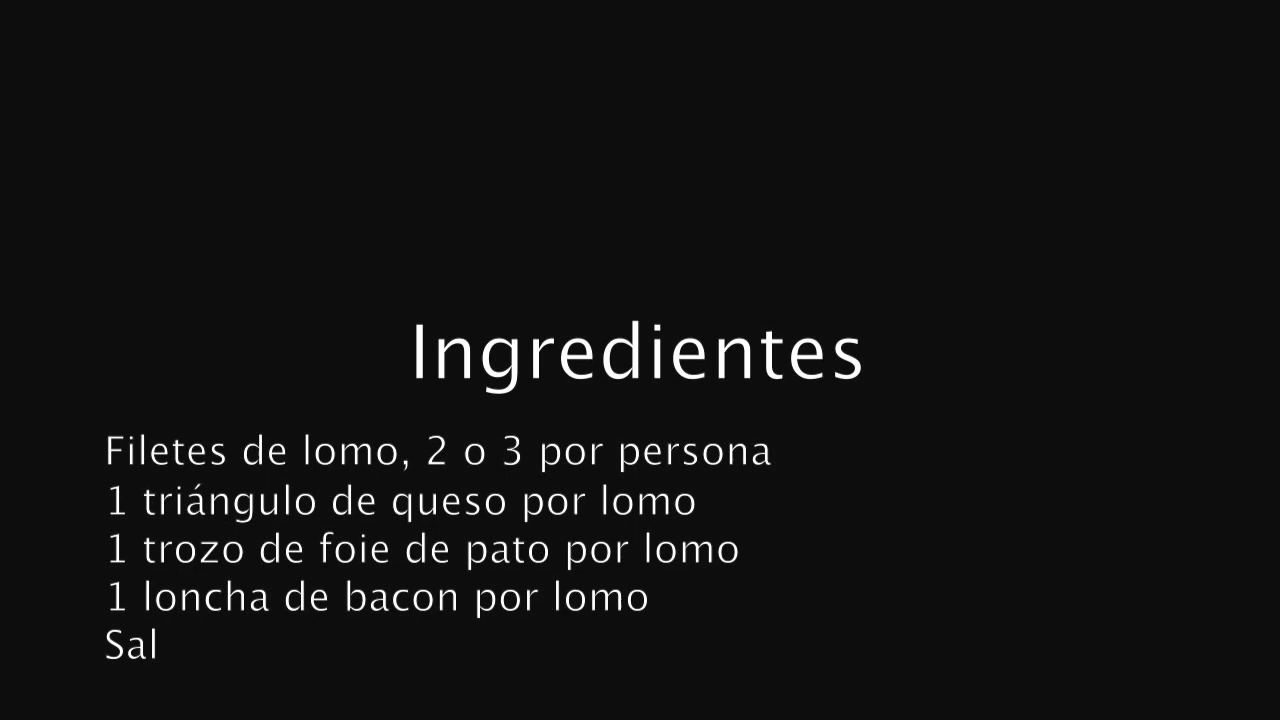 Ingredientes
Filetes de lomo, 2 o 3 por persona
1 triángulo de queso por lomo
1 trozo de foie de pato por lomo
1 loncha de bacon por lomo
Sal